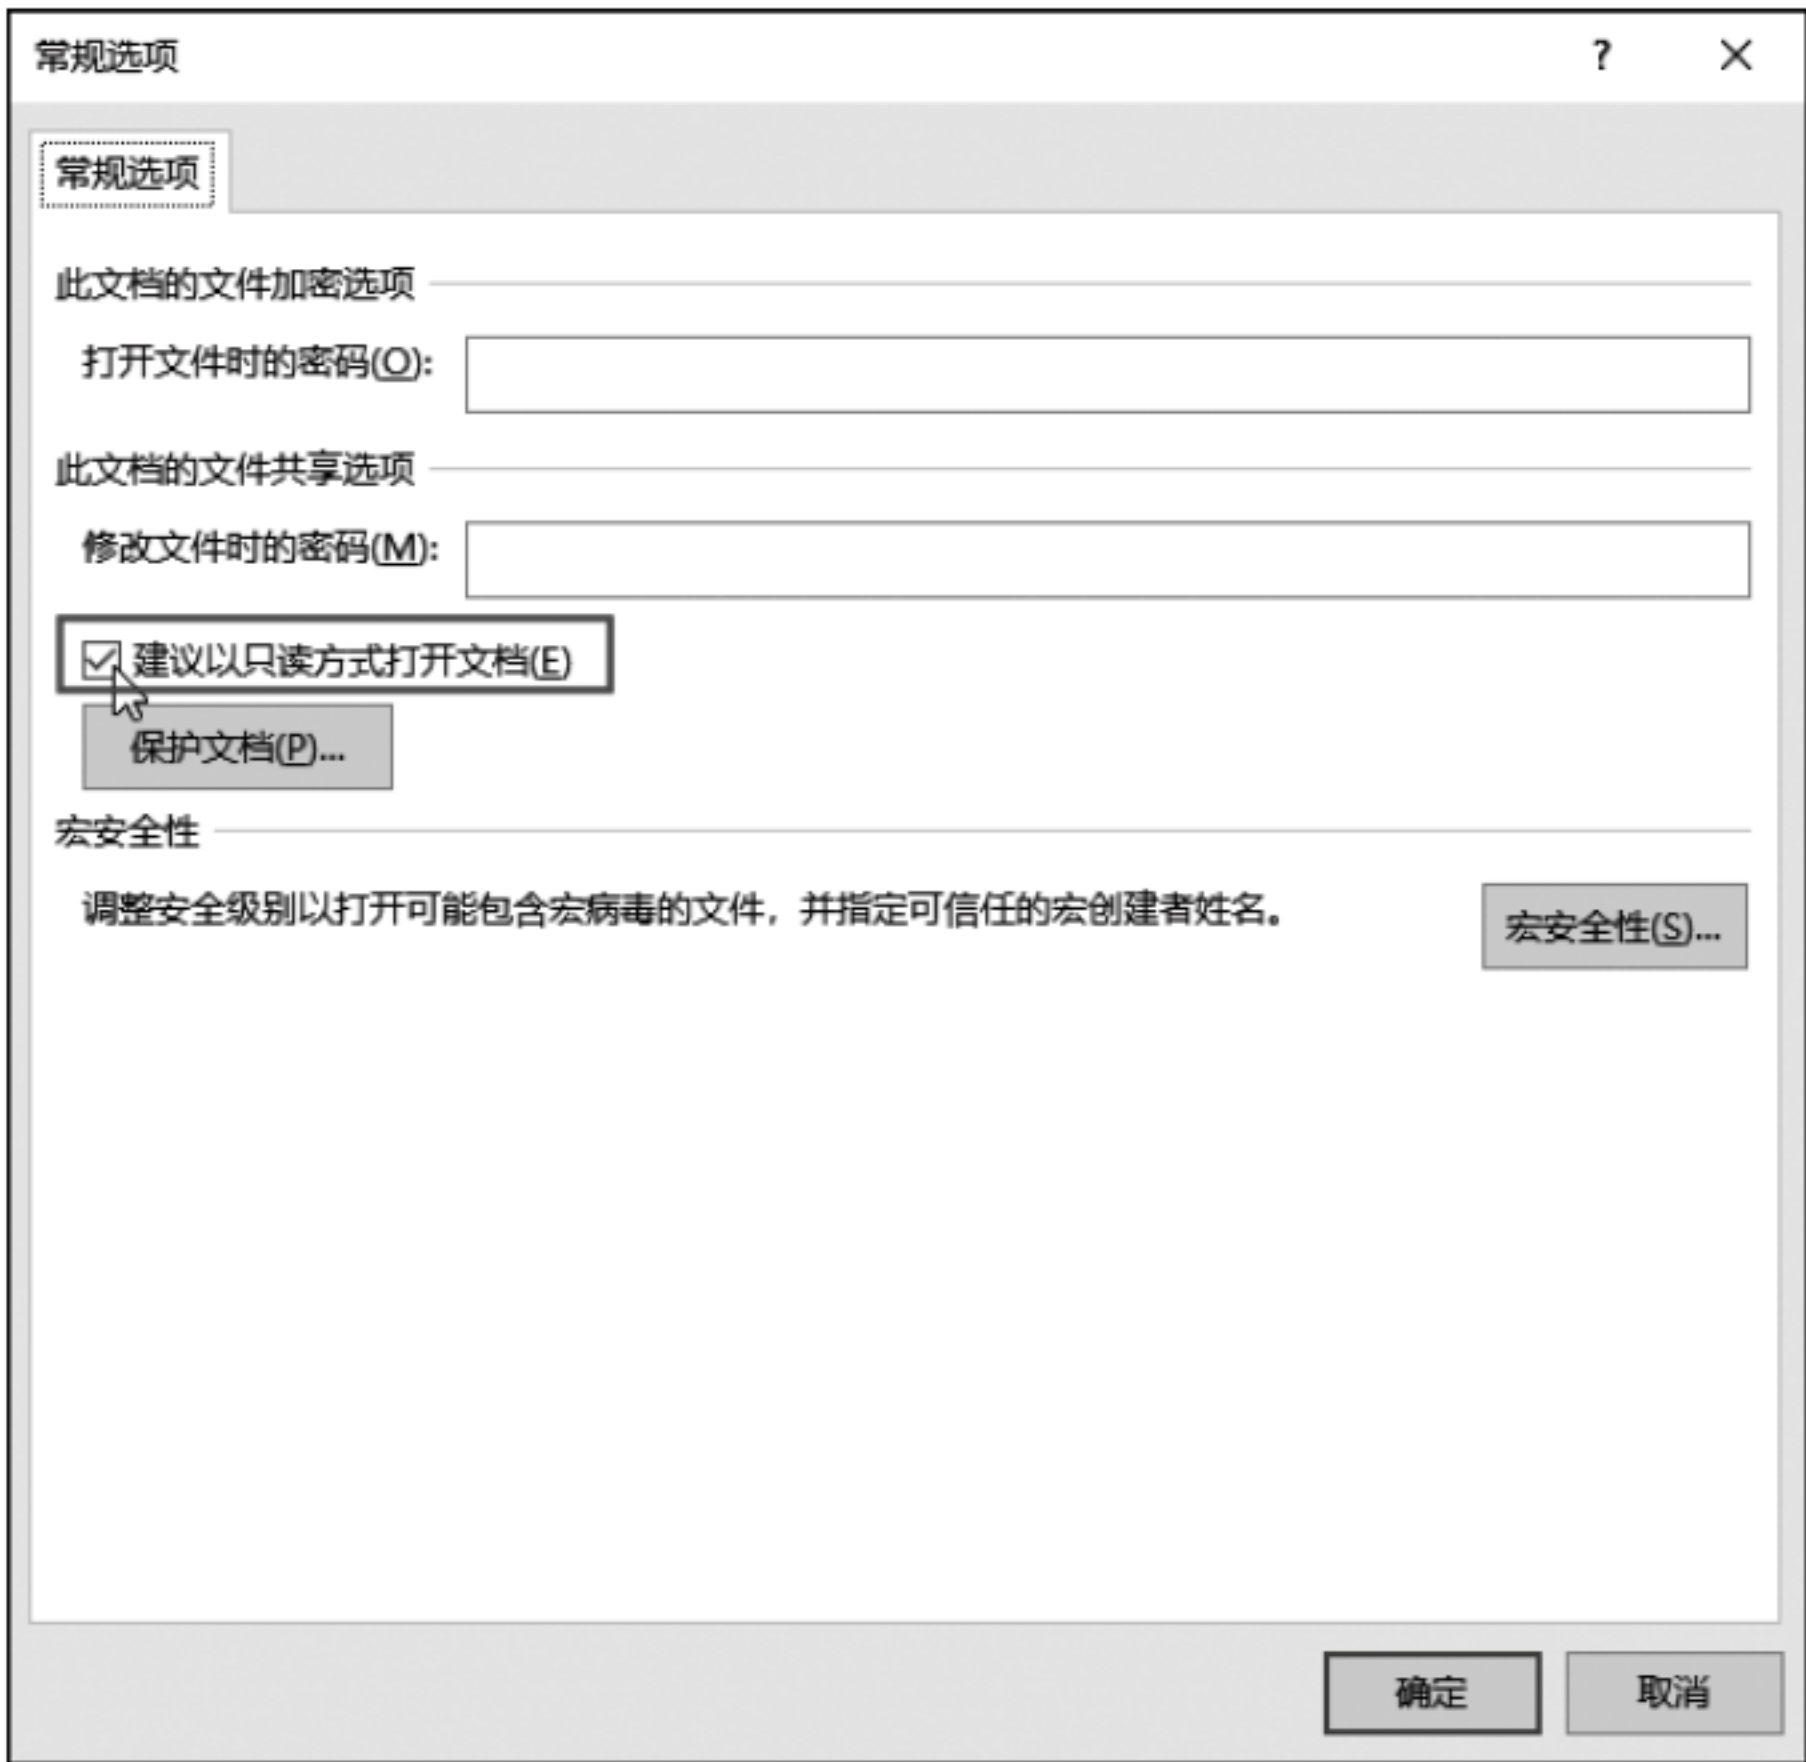 常规选项 ?
常规选项
此文档的文件加密选项
打开文件时的密码(O):
此文档的文件共享选项
修改文件时的密码(M):
建议以只读方式打开文档(E)
保护文档(P)...
宏安全性
调整安全级别以打开可能包含宏病毒的文件，并指定可信任的宏创建者姓名。
宏安全性(S)...
确定 取消